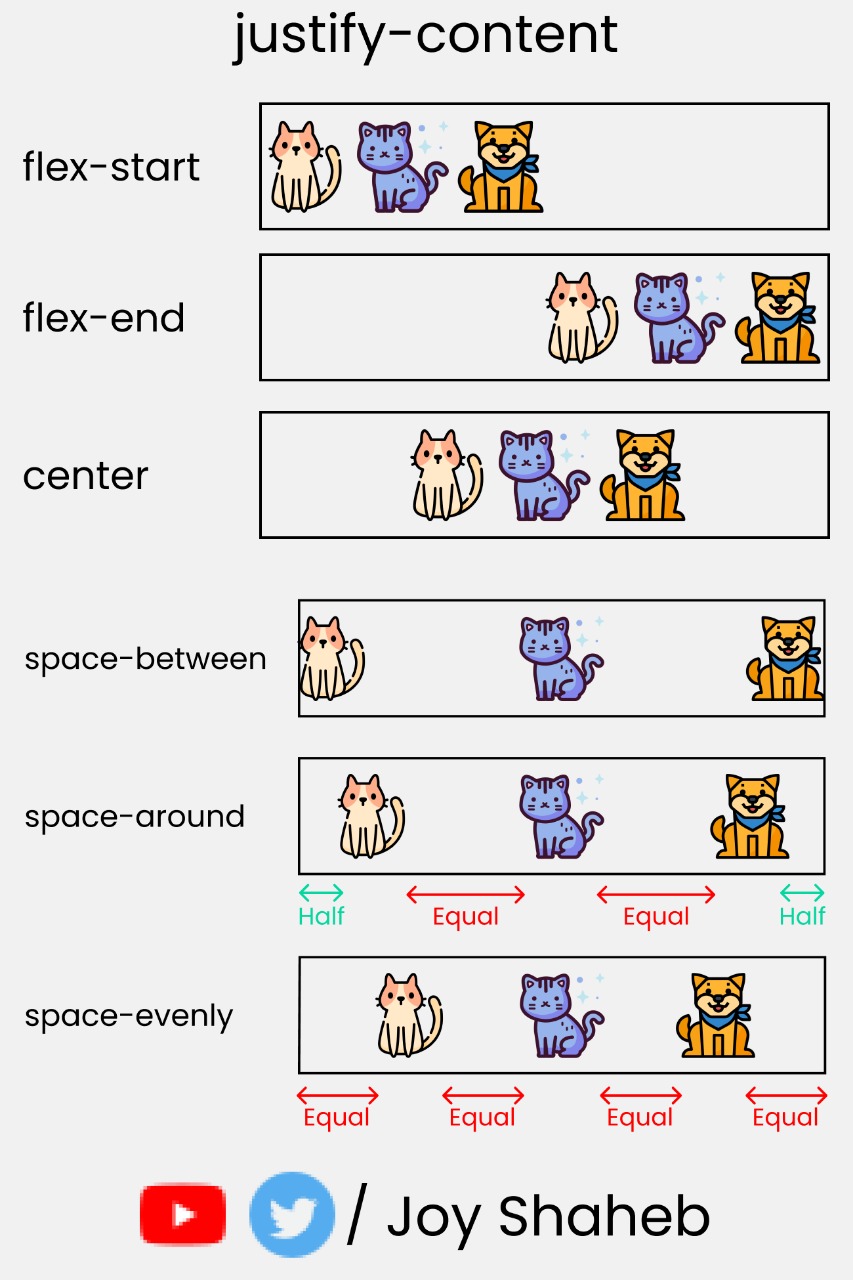 justify-content
flex-start
flex-end
center
space-between
space-around
Half Equal Equal Half
space-evenly
Equal Equal Equal Equal
/ Joy Shaheb